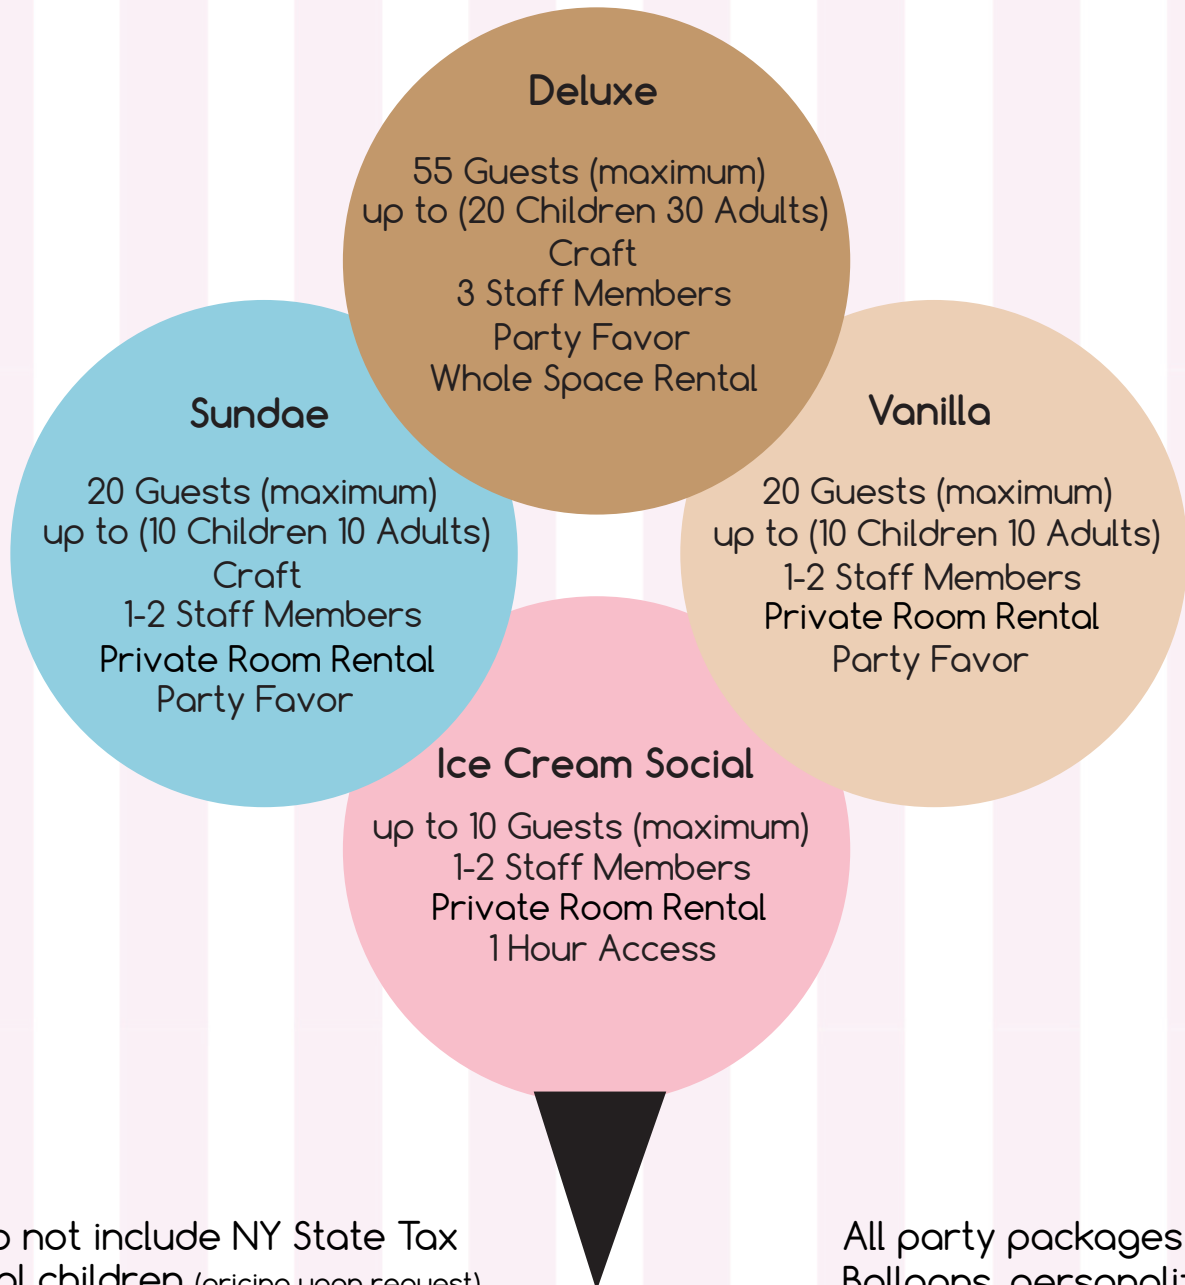 Deluxe
55 Guests (maximum)
up to (20 Children 30 Adults)
Craft
3 Staff Members
Party Favor
Whole Space Rental
Sundae
20 Guests (maximum)
up to (10 Children 10 Adults)
Craft
1-2 Staff Members
Private Room Rental
Party Favor
Vanilla
20 Guests (maximum)
up to (10 Children 10 Adults)
1-2 Staff Members
Private Room Rental
Party Favor
Ice Cream Social
up to 10 Guests (maximum)
1-2 Staff Members
Private Room Rental
1 Hour Access
not include NY State Tax
children (pricing upon request)
All party packages
Balloons,